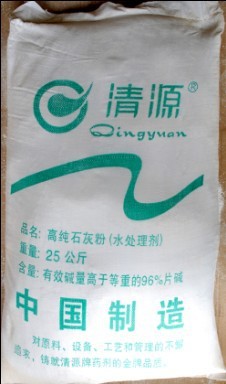 清源®
Qingyuan
品名：高纯石灰粉(水处理剂)
重量：25公斤
含量：有效碱量高于等重的96%片碱
中国制造
对原料、设备、工艺和管理的不懈
追求，铸就清源牌药剂的金牌品质。